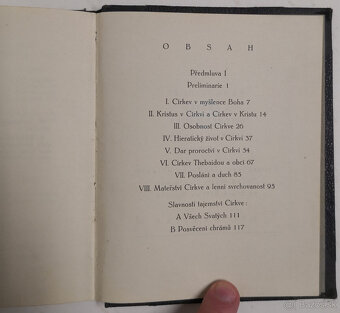 OBSAH
Předmluva I
Preliminarie 1
I. Církev v myšlence Boha 7
II. Kristus v Církvi a Církev v Kristu 14
III. Osobnost Církve 26
IV. Hieratický život v Církvi 37
V. Dar proroctví v Církvi 54
VI. Církev Thebaidou a obcí 67
VII. Poslání a duch 85
VIII. Mateřství Církve a lenní svrchovanost 95
Slavnosti tajemství Církve:
A Všech Svatých 111
B Posvěcení chrámů 117